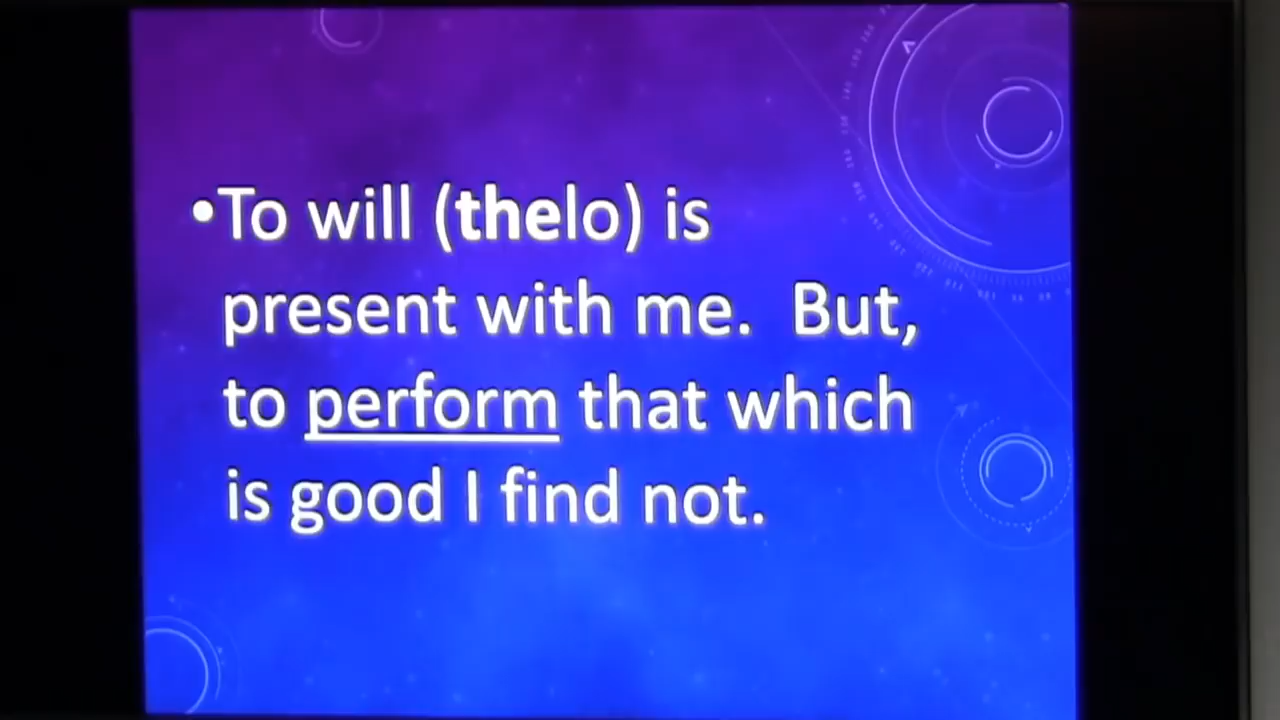 •To will (thelo) is
present with me.  But,
to perform that which
is good I find not.